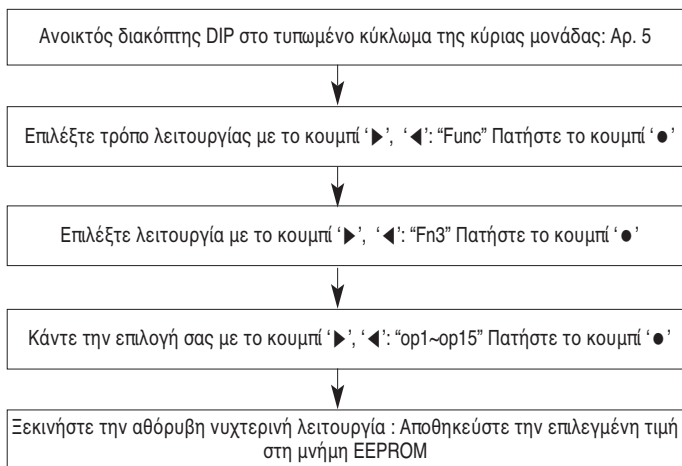 Ανοικτός διακόπτης DIP στο τυπωμένο κύκλωμα της κύριας μονάδας: Αρ. 5
Επιλέξτε τρόπο λειτουργίας με το κουμπί ‘▶’, ‘◀’: “Func” Πατήστε το κουμπί ‘●’
Επιλέξτε λειτουργία με το κουμπί ‘▶’, ‘◀’: “Fn3” Πατήστε το κουμπί ‘●’
Κάντε την επιλογή σας με το κουμπί ‘▶’, ‘◀’: “op1~op15” Πατήστε το κουμπί ‘●’
Ξεκινήστε την αθόρυβη νυχτερινή λειτουργία : Αποθηκεύστε την επιλεγμένη τιμή
στη μνήμη EEPROM